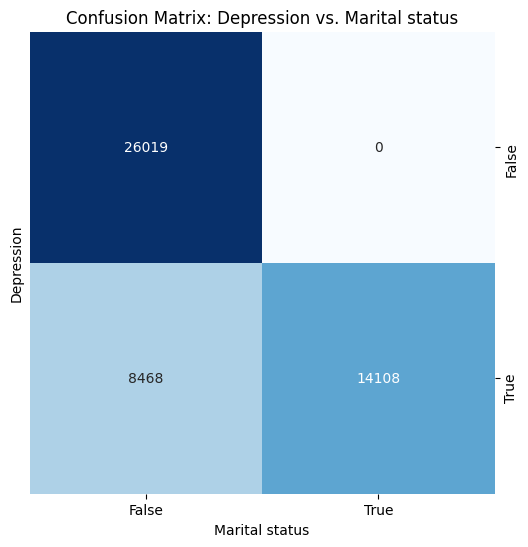 Confusion Matrix: Depression vs. Marital status
26019
0
False
Depression
8468
14108
True
False
True
Marital status